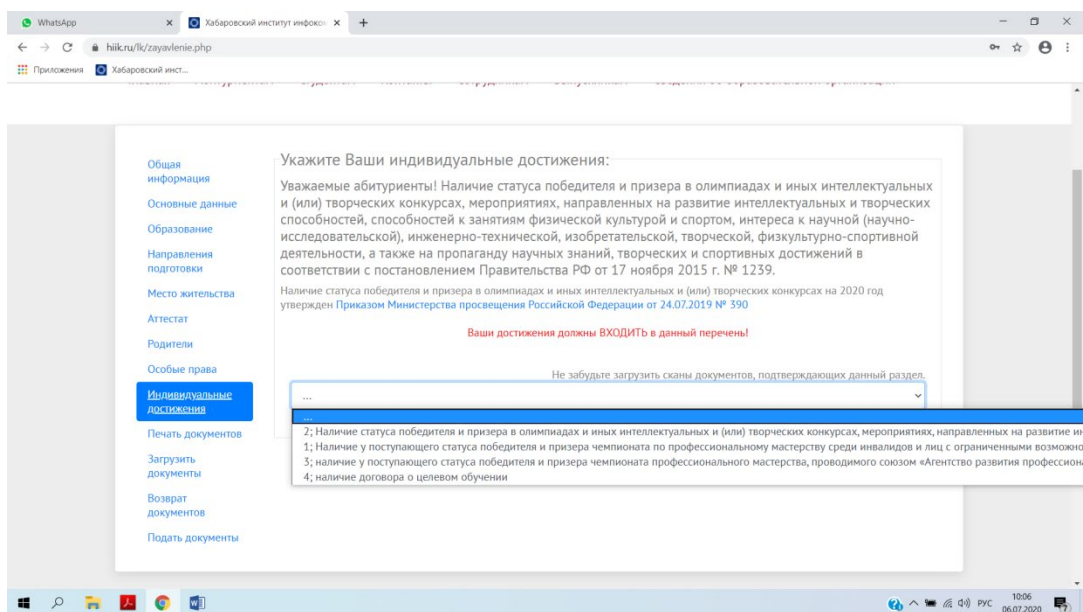 WhatsApp
Хабаровский институт инфоко
hiik.ru/lk/zayavlenie.php
Приложения
Хабаровский инст...
Общая
информация
Основные данные
Образование
Направления
подготовки
Место жительства
Аттестат
Родители
Особые права
Индивидуальные
достижения
Печать документов
Загрузить
документы
Возврат
документов
Подать документы
Укажите Ваши индивидуальные достижения:
Уважаемые абитуриенты! Наличие статуса победителя и призера в олимпиадах и иных интеллектуальных
и (или) творческих конкурсах, мероприятиях, направленных на развитие интеллектуальных и творческих
способностей, способностей к занятиям физической культурой и спортом, интереса к научной (научно-
исследовательской), инженерно-технической, изобретательской, творческой, физкультурно-спортивной
деятельности, а также на пропаганду научных знаний, творческих и спортивных достижений в
соответствии с постановлением Правительства РФ от 17 ноября 2015 г. № 1239.
Наличие статуса победителя и призера в олимпиадах и иных интеллектуальных и (или) творческих конкурсах на 2020 год
утвержден Приказом Министерства просвещения Российской Федерации от 24.07.2019 № 390
Ваши достижения должны ВХОДИТЬ в данный перечень!
Не забудьте загрузить сканы документов, подтверждающих данный раздел.
...
...
2; Наличие статуса победителя и призера в олимпиадах и иных интеллектуальных и (или) творческих конкурсах, мероприятиях, направленных на развитие ин
1; Наличие у поступающего статуса победителя и призера чемпионата по профессиональному мастерству среди инвалидов и лиц с ограниченными возможно
3; наличие у поступающего статуса победителя и призера чемпионата профессионального мастерства, проводимого союзом «Агентство развития профессион
4; наличие договора о целевом обучении
РУС
10:06
06.07.2020